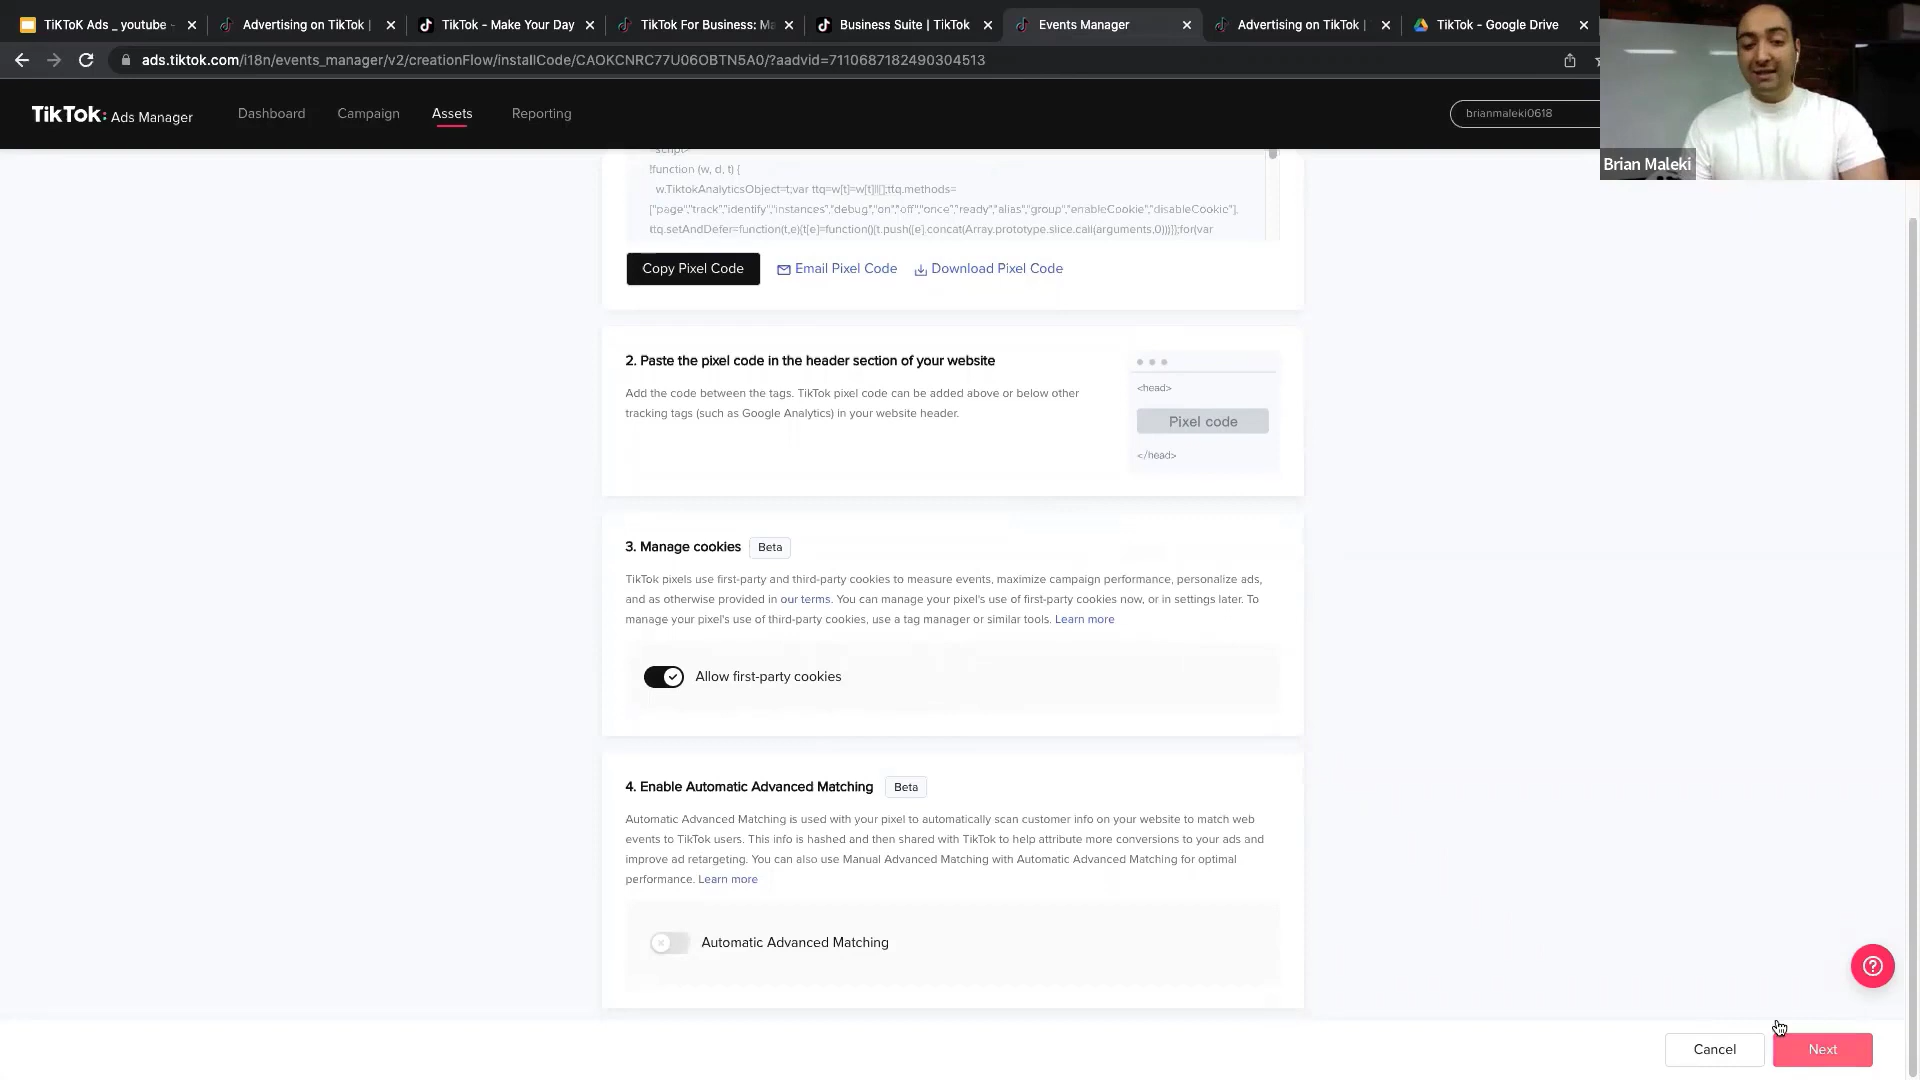 TiKToK Ads _ youtube -
Advertising on TikTok |
TikTok - Make Your Day
TikTok For Business: Ma
Business Suite | TikTok
Events Manager
Advertising on TikTok |
TikTok - Google Drive
ads.tiktok.com/i18n/events_manager/v2/creationFlow/installCode/CAOKCNRC77U06OBTN5A0/?aadvid=7110687182490304513
TikTok: Ads Manager
Dashboard
Campaign
Assets
Reporting
brianmaleki0618
Brian Maleki
<script>
!function (w, d, t) {
w.TiktokAnalyticsObject=t;var ttq=w[t]=w[t]||[];ttq.methods=
["page","track","identify","instances","debug","on","off","once","ready","alias","group","enableCookie","disableCookie"],
ttq.setAndDefer=function(t,e){t[e]=function(){t.push([e].concat(Array.prototype.slice.call(arguments,0)))}};for(var
Copy Pixel Code
Email Pixel Code
Download Pixel Code
2. Paste the pixel code in the header section of your website
Add the code between the tags. TikTok pixel code can be added above or below other
tracking tags (such as Google Analytics) in your website header.
<head>
Pixel code
</head>
3. Manage cookies
Beta
TikTok pixels use first-party and third-party cookies to measure events, maximize campaign performance, personalize ads,
and as otherwise provided in our terms. You can manage your pixel's use of first-party cookies now, or in settings later. To
manage your pixel's use of third-party cookies, use a tag manager or similar tools. Learn more
Allow first-party cookies
4. Enable Automatic Advanced Matching
Beta
Automatic Advanced Matching is used with your pixel to automatically scan customer info on your website to match web
events to TikTok users. This info is hashed and then shared with TikTok to help attribute more conversions to your ads and
improve ad retargeting. You can also use Manual Advanced Matching with Automatic Advanced Matching for optimal
performance. Learn more
Automatic Advanced Matching
Cancel
Next